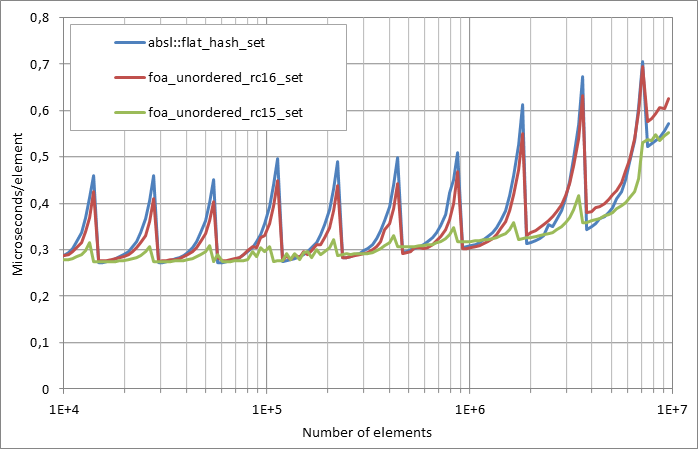 0,8
0,7
0,6
0,5
0,4
0,3
0,2
0,1
0
Microseconds/element
absl::flat_hash_set
foa_unordered_rc16_set
foa_unordered_rc15_set
1E+4 1E+5 1E+6 1E+7
Number of elements